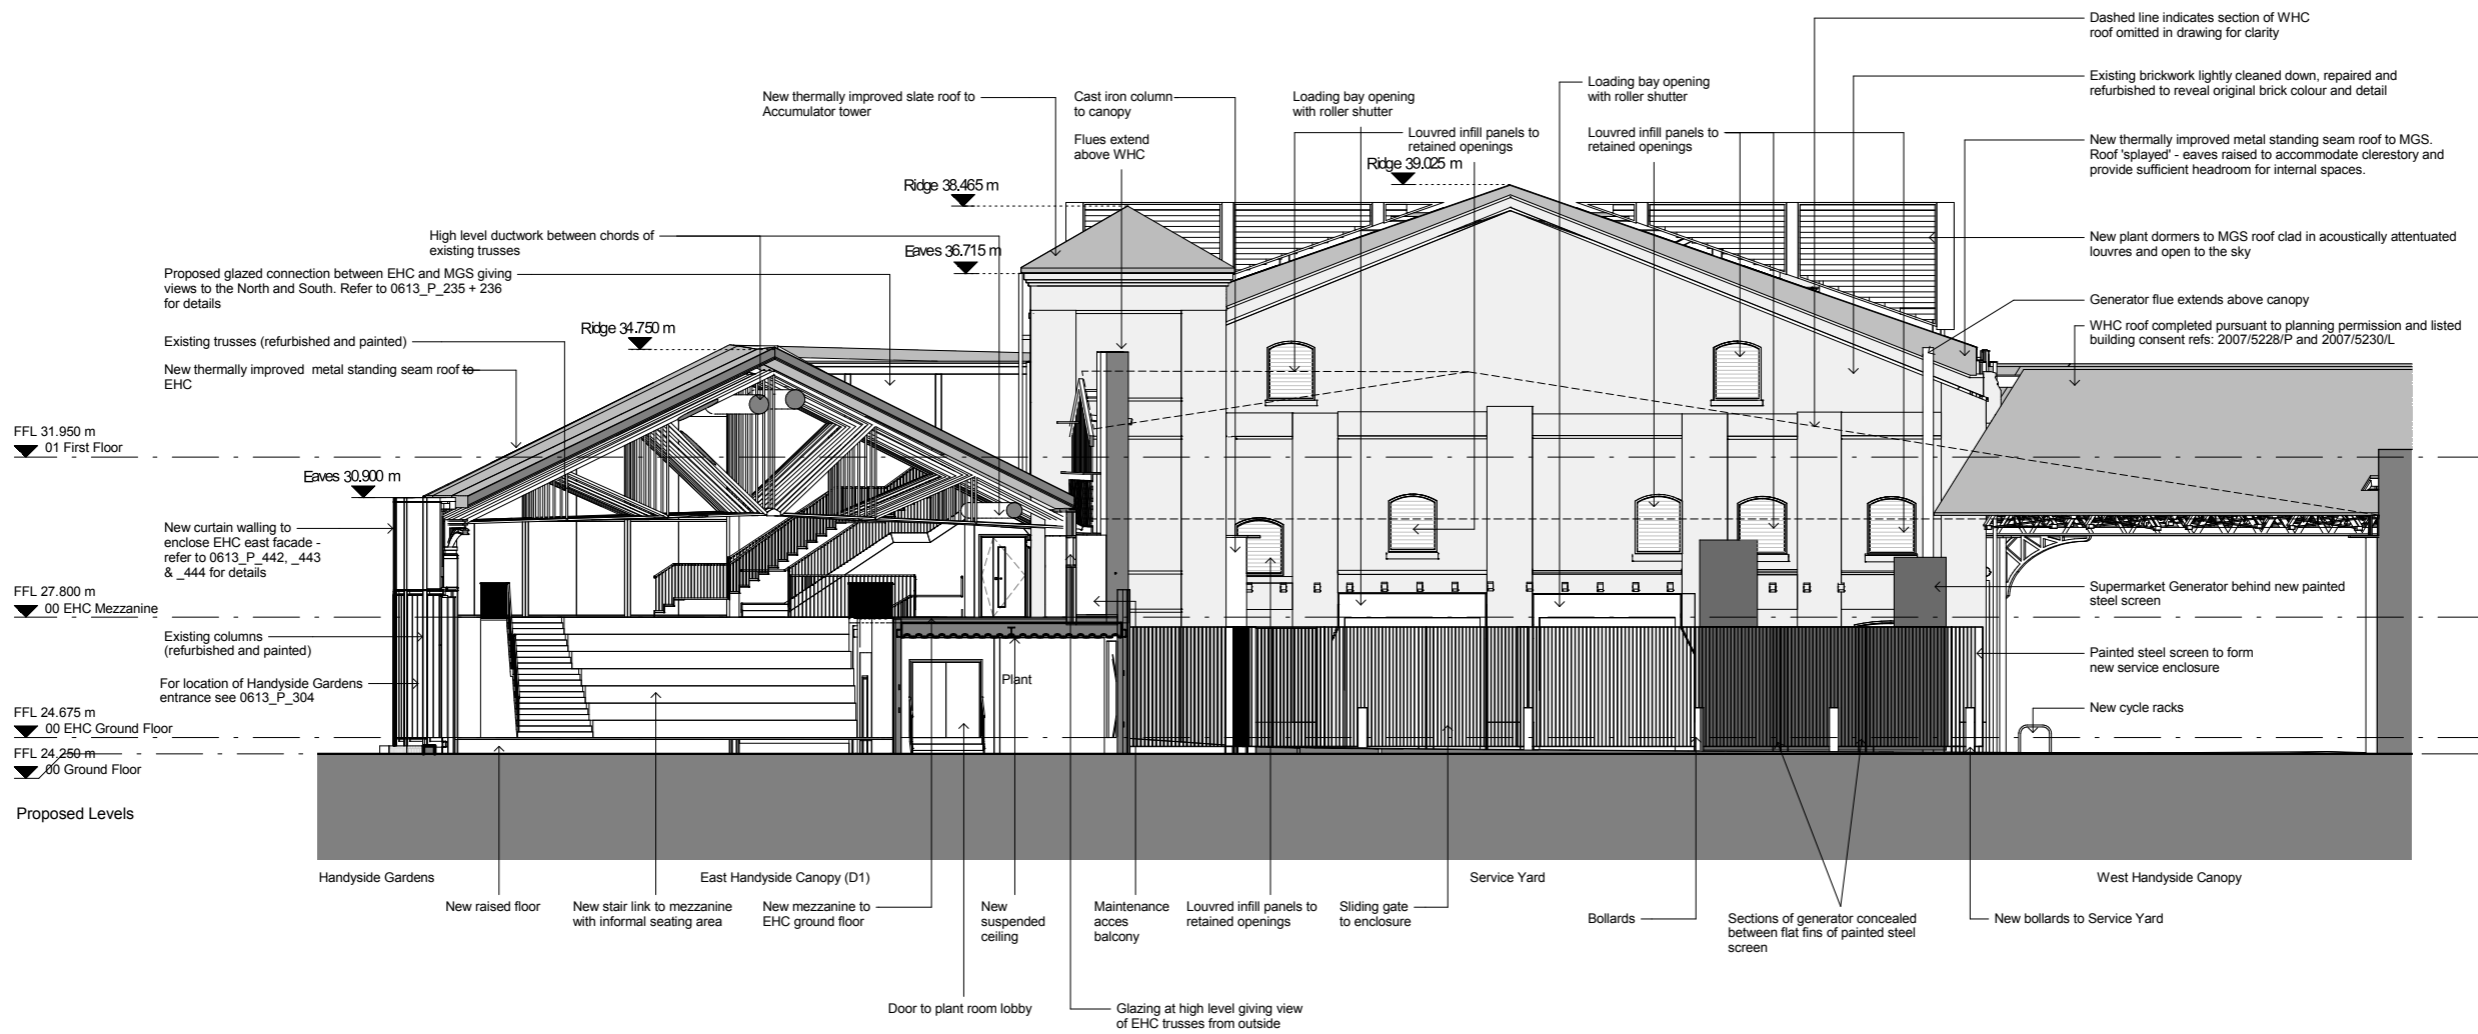 Dashed line indicates section of WHC
roof omitted in drawing for clarity
Existing brickwork lightly cleaned down, repaired and
refurbished to reveal original brick colour and detail
New thermally improved slate roof to
Accumulator tower
Cast iron column
to canopy
Flues extend
above WHC
Loading bay opening
with roller shutter
Loading bay opening
with roller shutter
Louvred infill panels to
retained openings
Louvred infill panels to
retained openings
New thermally improved metal standing seam roof to MGS.
Roof 'splayed' - eaves raised to accommodate clerestory and
provide sufficient headroom for internal spaces.
Ridge 39.025 m
Ridge 38.465 m
Eaves 36.715 m
Ridge 34.750 m
Eaves 30.900 m
High level ductwork between chords of
existing trusses
New plant dormers to MGS roof clad in acoustically attentuated
louvres and open to the sky
Proposed glazed connection between EHC and MGS giving
views to the North and South. Refer to 0613_P_235 + 236
for details
Generator flue extends above canopy
WHC roof completed pursuant to planning permission and listed
building consent refs: 2007/5228/P and 2007/5230/L
Existing trusses (refurbished and painted)
New thermally improved metal standing seam roof to
EHC
FFL 31.950 m
01 First Floor
New curtain walling to
enclose EHC east facade -
refer to 0613_P_442, _443
& _444 for details
FFL 27.800 m
00 EHC Mezzanine
Supermarket Generator behind new painted
steel screen
Existing columns
(refurbished and painted)
Painted steel screen to form
new service enclosure
For location of Handyside Gardens
entrance see 0613_P_304
Plant
New cycle racks
FFL 24.675 m
00 EHC Ground Floor
FFL 24.250 m
00 Ground Floor
Proposed Levels
Handyside Gardens
East Handyside Canopy (D1)
Service Yard
West Handyside Canopy
New raised floor
New stair link to mezzanine
with informal seating area
New mezzanine to
EHC ground floor
New
suspended
ceiling
Maintenance
acces
balcony
Louvred infill panels to
retained openings
Sliding gate
to enclosure
Bollards
Sections of generator concealed
between flat fins of painted steel
screen
New bollards to Service Yard
Door to plant room lobby
Glazing at high level giving view
of EHC trusses from outside